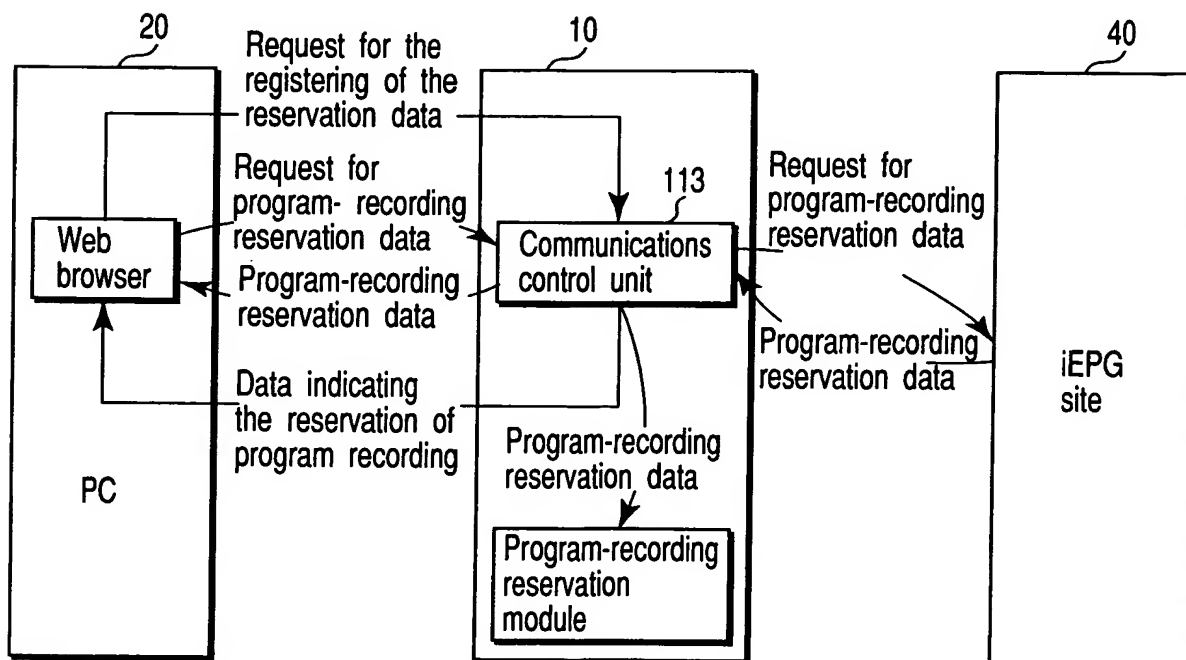 20
Request for the
registering of the
reservation data
10
40
Request for
program- recording
reservation data
113
Request for
program-recording
reservation data
Web
browser
Communications
control unit
Program-recording
reservation data
Program-recording
reservation data
iEPG
site
Data indicating
the reservation of
program recording
Program-recording
reservation data
PC
Program-recording
reservation
module